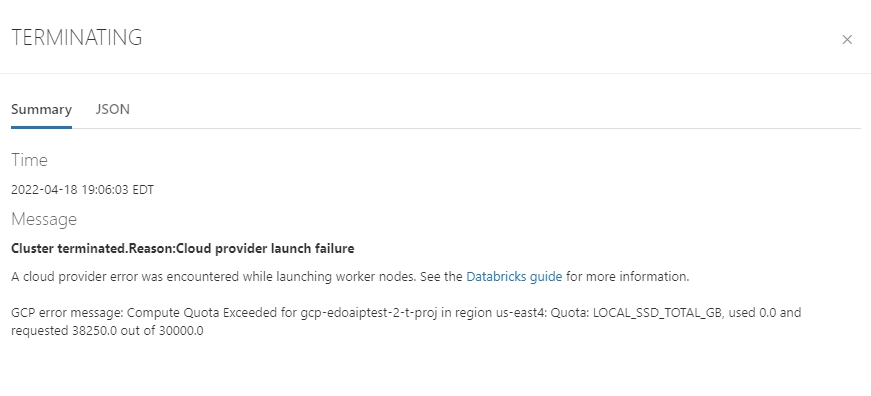 TERMINATING
×
Summary JSON
Time
2022-04-18 19:06:03 EDT
Message
Cluster terminated.Reason:Cloud provider launch failure
A cloud provider error was encountered while launching worker nodes. See the Databricks guide for more information.
GCP error message: Compute Quota Exceeded for gcp-edoaiptest-2-t-proj in region us-east4: Quota: LOCAL_SSD_TOTAL_GB, used 0.0 and
requested 38250.0 out of 30000.0